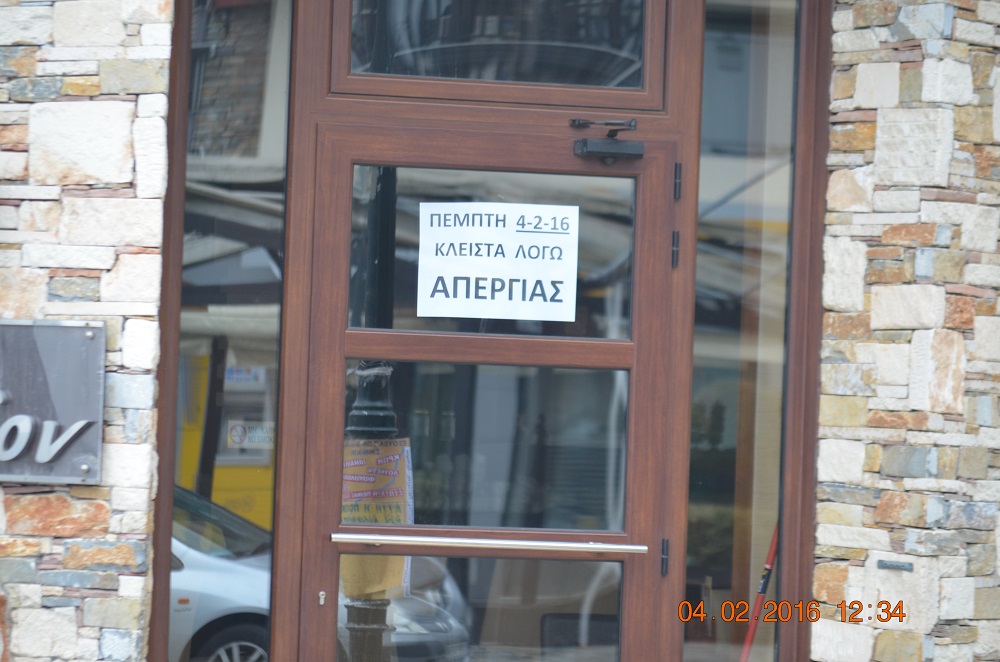 ΠΕΜΠΤΗ 4-2-16
ΚΛΕΙΣΤΑ ΛΟΓΩ
ΑΠΕΡΓΙΑΣ
ον
04.02.2016 12:34